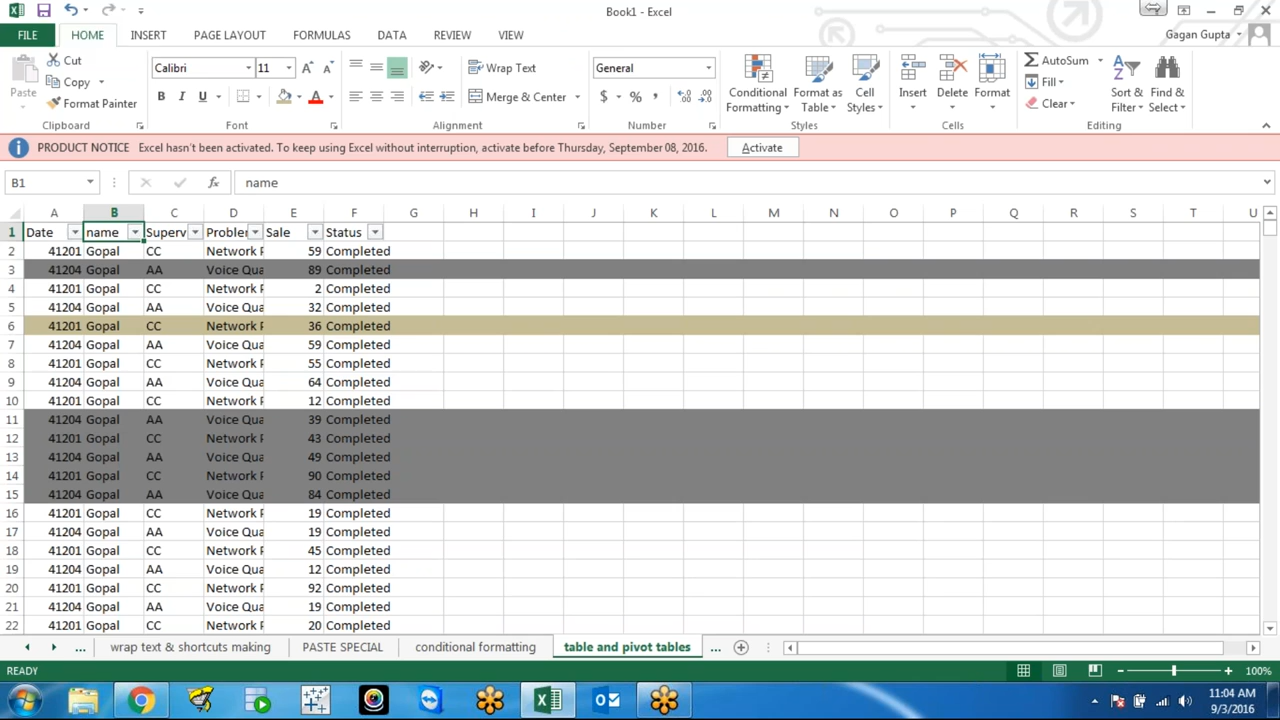 Book1 - Excel
FILE HOME INSERT PAGE LAYOUT FORMULAS DATA REVIEW VIEW Gagan Gupta
Paste Cut Copy Format Painter Clipboard
Calibri 11 B I U A Font
Wrap Text Merge & Center Alignment
General $ % , Number
Conditional Formatting Format as Table Cell Styles Styles
Insert Delete Format Cells
AutoSum Fill Clear Sort & Filter Find & Select Editing
PRODUCT NOTICE Excel hasn't been activated. To keep using Excel without interruption, activate before Thursday, September 08, 2016. Activate
B1 fx name
A B C D E F G H I J K L M N O P Q R S T U
1 Date name Superv Probler Sale Status
2 41201 Gopal CC Network P 59 Completed
3 41204 Gopal AA Voice Qua 89 Completed
4 41201 Gopal CC Network P 2 Completed
5 41204 Gopal AA Voice Qua 32 Completed
6 41201 Gopal CC Network P 36 Completed
7 41204 Gopal AA Voice Qua 59 Completed
8 41201 Gopal CC Network P 55 Completed
9 41204 Gopal AA Voice Qua 64 Completed
10 41201 Gopal CC Network P 12 Completed
11 41204 Gopal AA Voice Qua 39 Completed
12 41201 Gopal CC Network P 43 Completed
13 41204 Gopal AA Voice Qua 49 Completed
14 41201 Gopal CC Network P 90 Completed
15 41204 Gopal AA Voice Qua 84 Completed
16 41201 Gopal CC Network P 19 Completed
17 41204 Gopal AA Voice Qua 19 Completed
18 41201 Gopal CC Network P 45 Completed
19 41204 Gopal AA Voice Qua 12 Completed
20 41201 Gopal CC Network P 92 Completed
21 41204 Gopal AA Voice Qua 19 Completed
22 41201 Gopal CC Network P 20 Completed
... wrap text & shortcuts making PASTE SPECIAL conditional formatting table and pivot tables ...
READY 100%
11:04 AM
9/3/2016